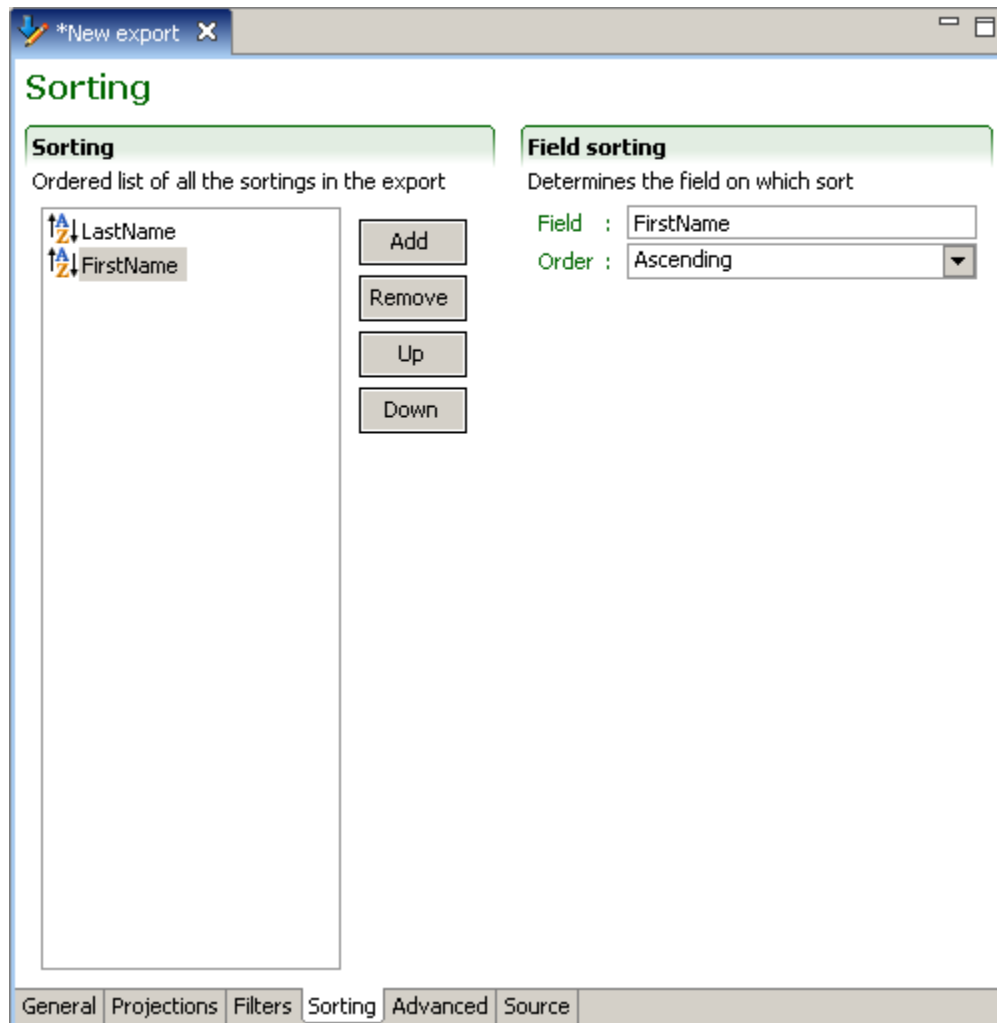 *New export
Sorting
Sorting
Ordered list of all the sortings in the export
LastName
FirstName
Add
Remove
Up
Down
Field sorting
Determines the field on which sort
Field : FirstName
Order : Ascending
General Projections Filters Sorting Advanced Source